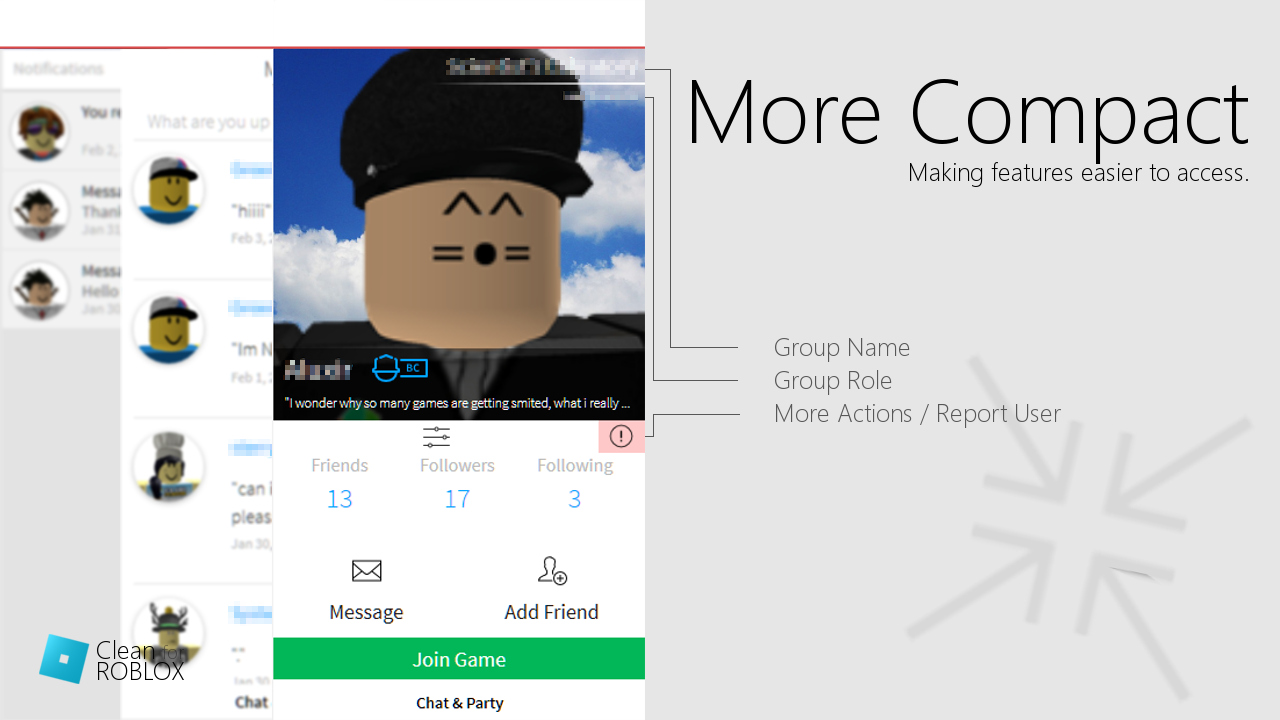 More Compact
Making features easier to access.
Notifications
You re
Feb 2,
Messa
Thank
Jan 31
Messa
Hello
Jan 30
M
What are you up
"hiiii"
Feb 3, 2
"Im N
Feb 1, 2
"can i
pleas
Jan 30,
Jan 30
Chat
BC
"I wonder why so many games are getting smited, what i really ...
Friends
Followers
Following
13
17
3
Message
Add Friend
Join Game
Chat & Party
Group Name
Group Role
More Actions / Report User
Clean for
ROBLOX